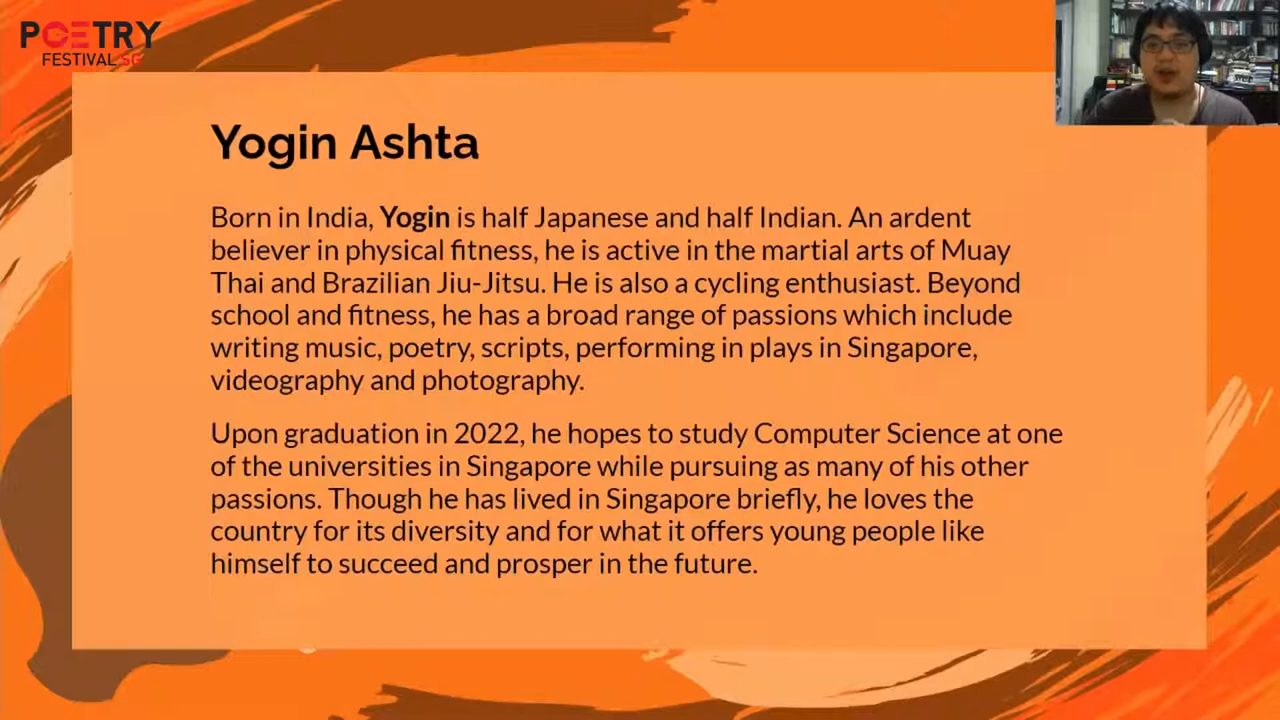 POETRY
FESTIVAL SG
Yogin Ashta
Born in India, Yogin is half Japanese and half Indian. An ardent
believer in physical fitness, he is active in the martial arts of Muay
Thai and Brazilian Jiu-Jitsu. He is also a cycling enthusiast. Beyond
school and fitness, he has a broad range of passions which include
writing music, poetry, scripts, performing in plays in Singapore,
videography and photography.
Upon graduation in 2022, he hopes to study Computer Science at one
of the universities in Singapore while pursuing as many of his other
passions. Though he has lived in Singapore briefly, he loves the
country for its diversity and for what it offers young people like
himself to succeed and prosper in the future.